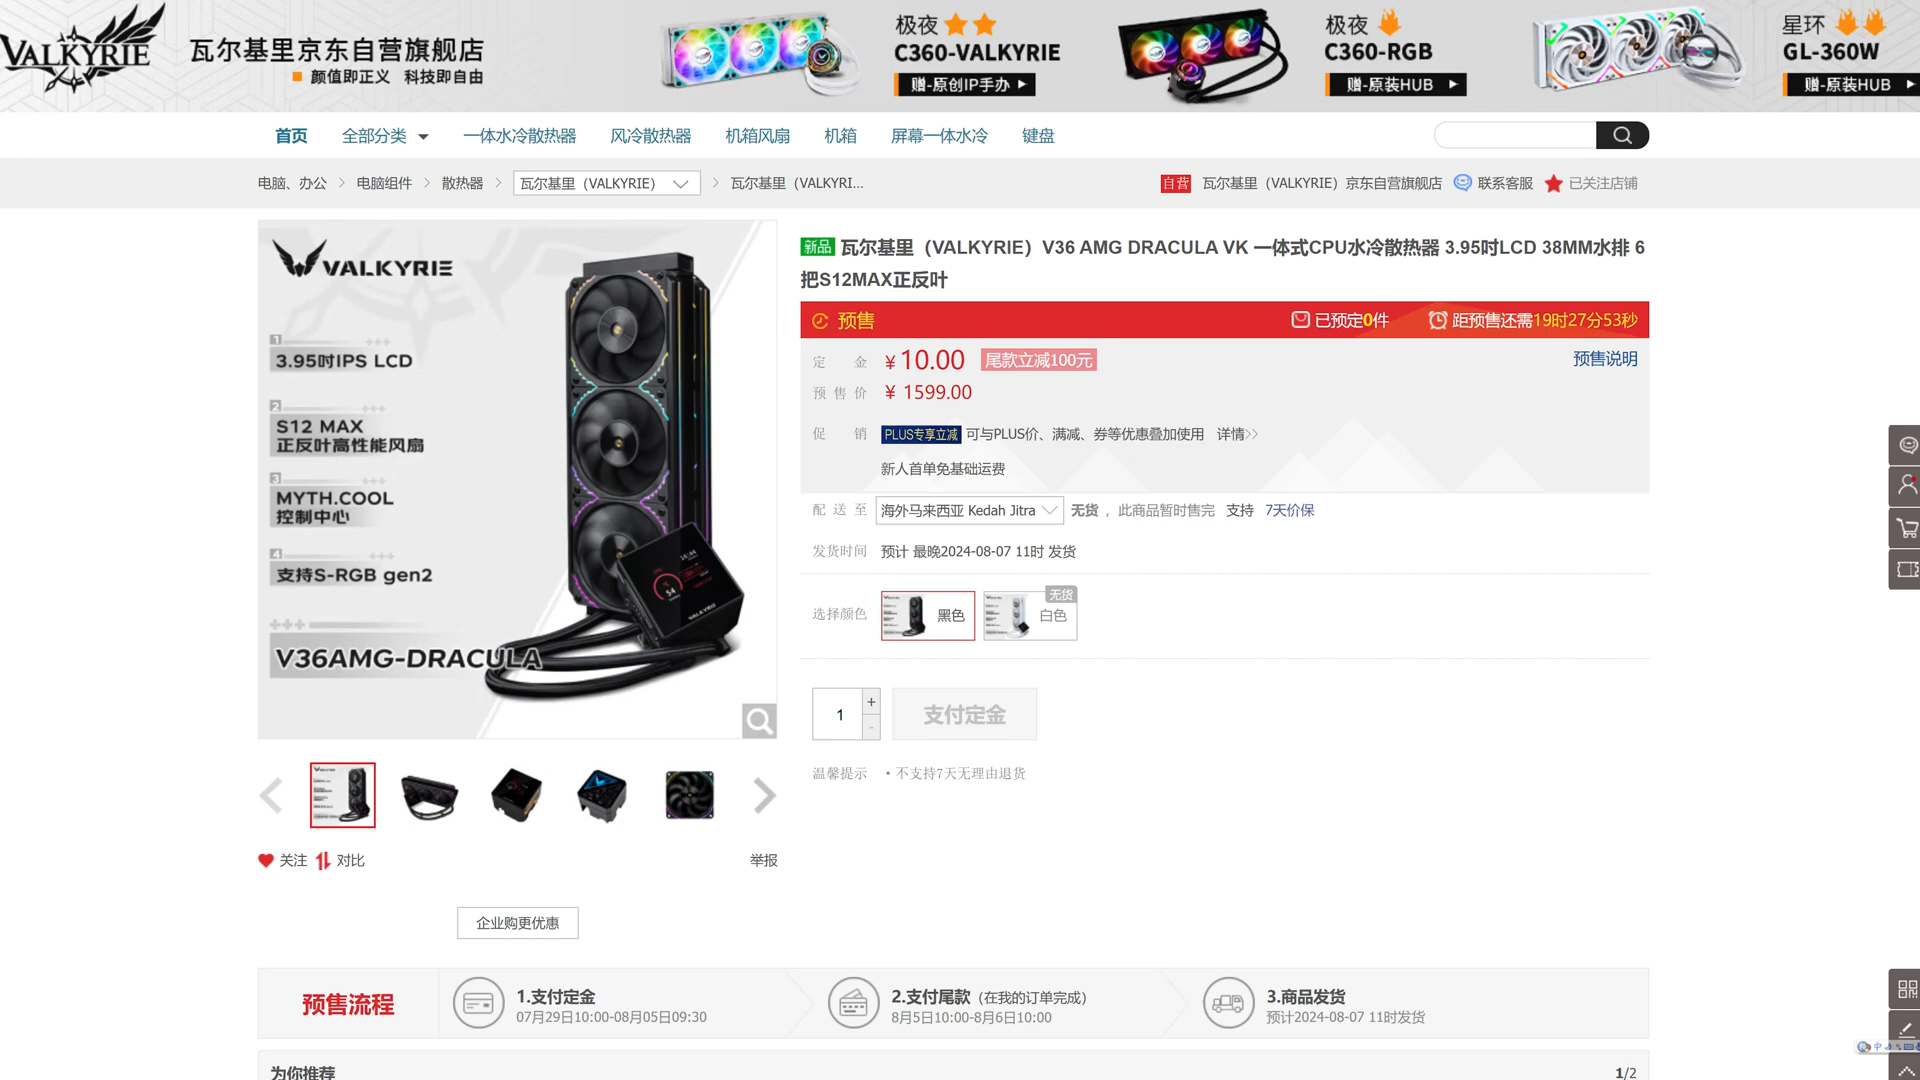 VALKYRIE
瓦尔基里京东自营旗舰店
颜值即正义 科技即自由
极夜
C360-VALKYRIE
赠-原创IP手办
极夜
C360-RGB
赠-原装HUB
星环
GL-360W
赠-原装HUB
首页 全部分类 一体水冷散热器 风冷散热器 机箱风扇 机箱 屏幕一体水冷 键盘
电脑、办公 > 电脑组件 > 散热器 > 瓦尔基里（VALKYRIE） > 瓦尔基里（VALKYRI...
自营 瓦尔基里（VALKYRIE）京东自营旗舰店 联系客服 已关注店铺
VALKYRIE
1
3.95吋IPS LCD
2
S12 MAX
正反叶高性能风扇
3
MYTH.COOL
控制中心
4
支持S-RGB gen2
V36AMG-DRACULA
54
VALKYRIE
新品 瓦尔基里（VALKYRIE）V36 AMG DRACULA VK 一体式CPU水冷散热器 3.95吋LCD 38MM水排 6
把S12MAX正反叶
预售 已预定0件 距预售还需19时27分53秒
定金 ￥10.00 尾款立减100元 预售说明
预售价 ￥ 1599.00
促销 PLUS专享立减 可与PLUS价、满减、券等优惠叠加使用 详情>>
新人首单免基础运费
配送至 海外马来西亚 Kedah Jitra 无货 ，此商品暂时售完 支持 7天价保
发货时间 预计 最晚2024-08-07 11时 发货
选择颜色 黑色 白色 无货
1 + - 支付定金
温馨提示 • 不支持7天无理由退货
关注 对比 举报
企业购更优惠
预售流程
1.支付定金
07月29日10:00-08月05日09:30
2.支付尾款（在我的订单完成）
8月5日10:00-8月6日10:00
3.商品发货
预计2024-08-07 11时发货
中
为你推荐 1/2